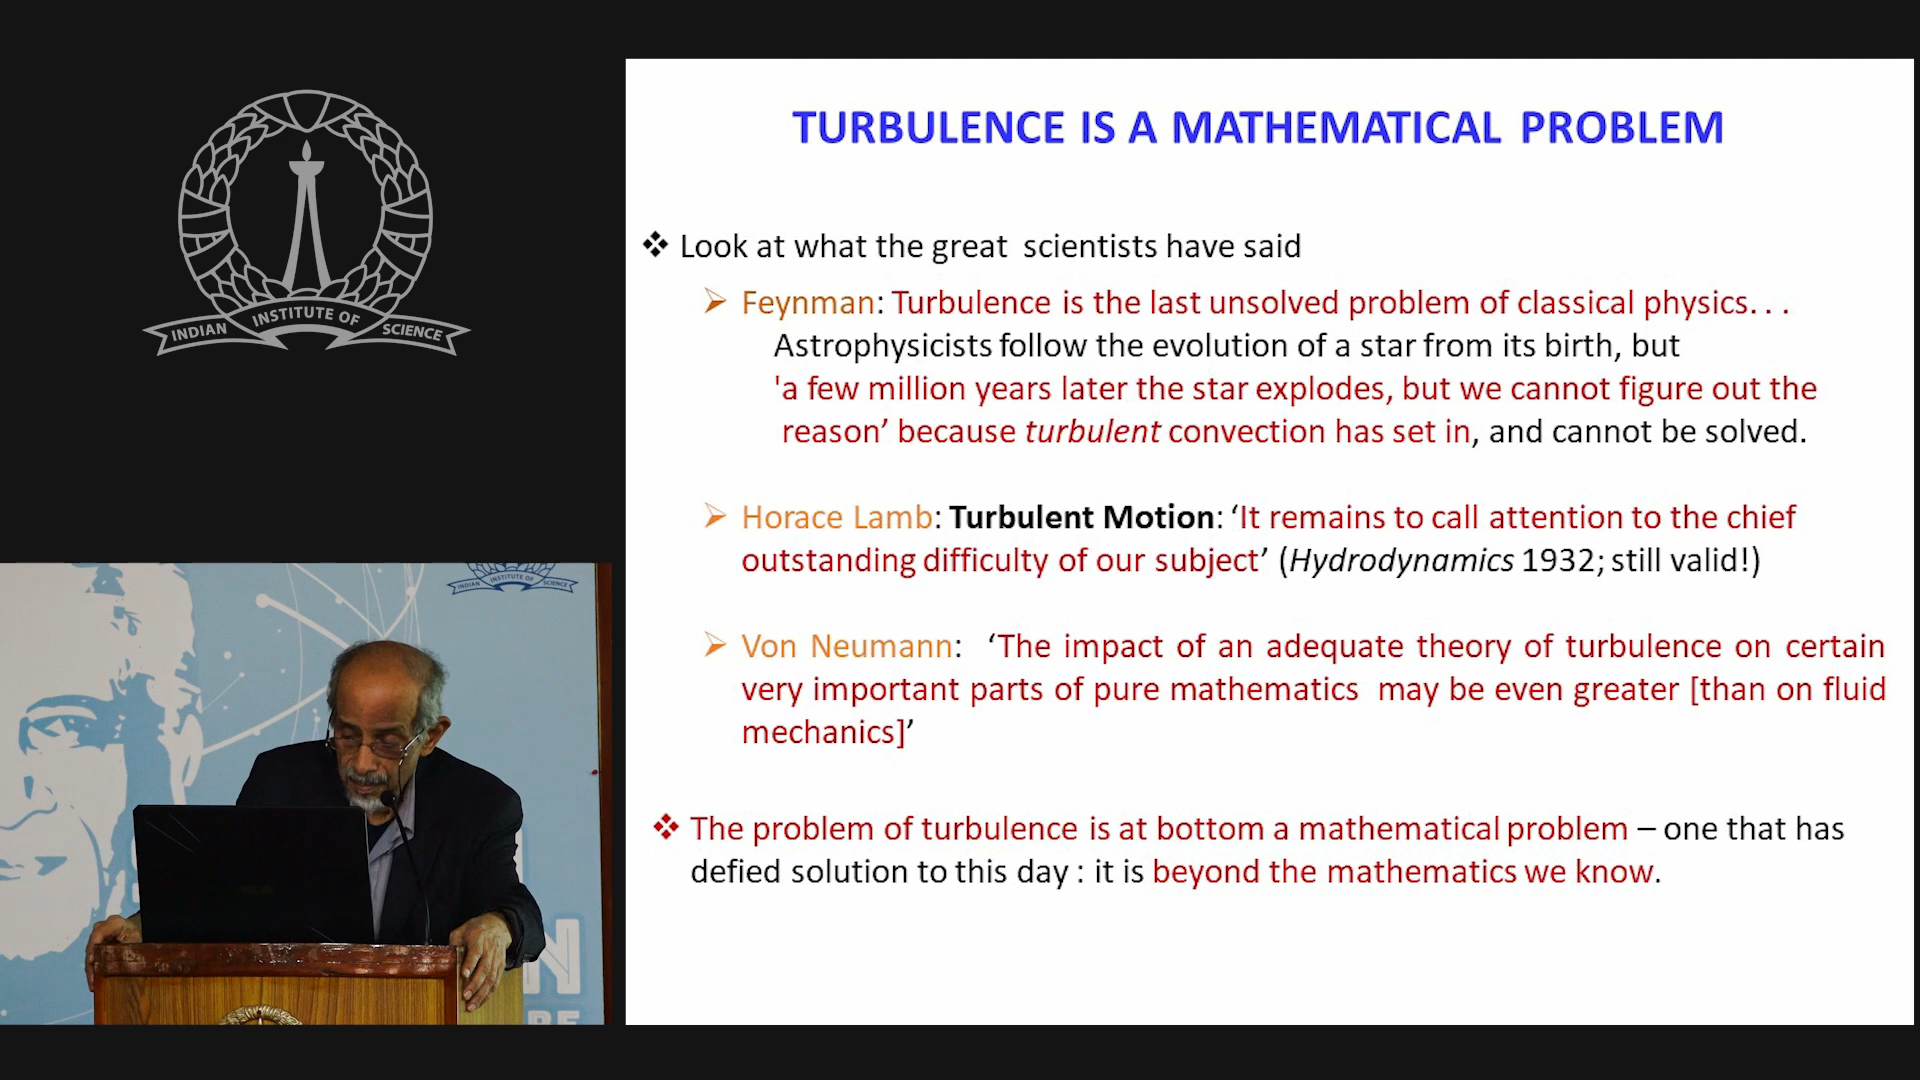 INDIAN INSTITUTE OF SCIENCE
TURBULENCE IS A MATHEMATICAL PROBLEM
❖ Look at what the great scientists have said
➢ Feynman: Turbulence is the last unsolved problem of classical physics. . .
Astrophysicists follow the evolution of a star from its birth, but
'a few million years later the star explodes, but we cannot figure out the
reason’ because turbulent convection has set in, and cannot be solved.
➢ Horace Lamb: Turbulent Motion: ‘It remains to call attention to the chief
outstanding difficulty of our subject’ (Hydrodynamics 1932; still valid!)
➢ Von Neumann: ‘The impact of an adequate theory of turbulence on certain
very important parts of pure mathematics may be even greater [than on fluid
mechanics]’
❖ The problem of turbulence is at bottom a mathematical problem – one that has
defied solution to this day : it is beyond the mathematics we know.
INDIAN INSTITUTE OF SCIENCE